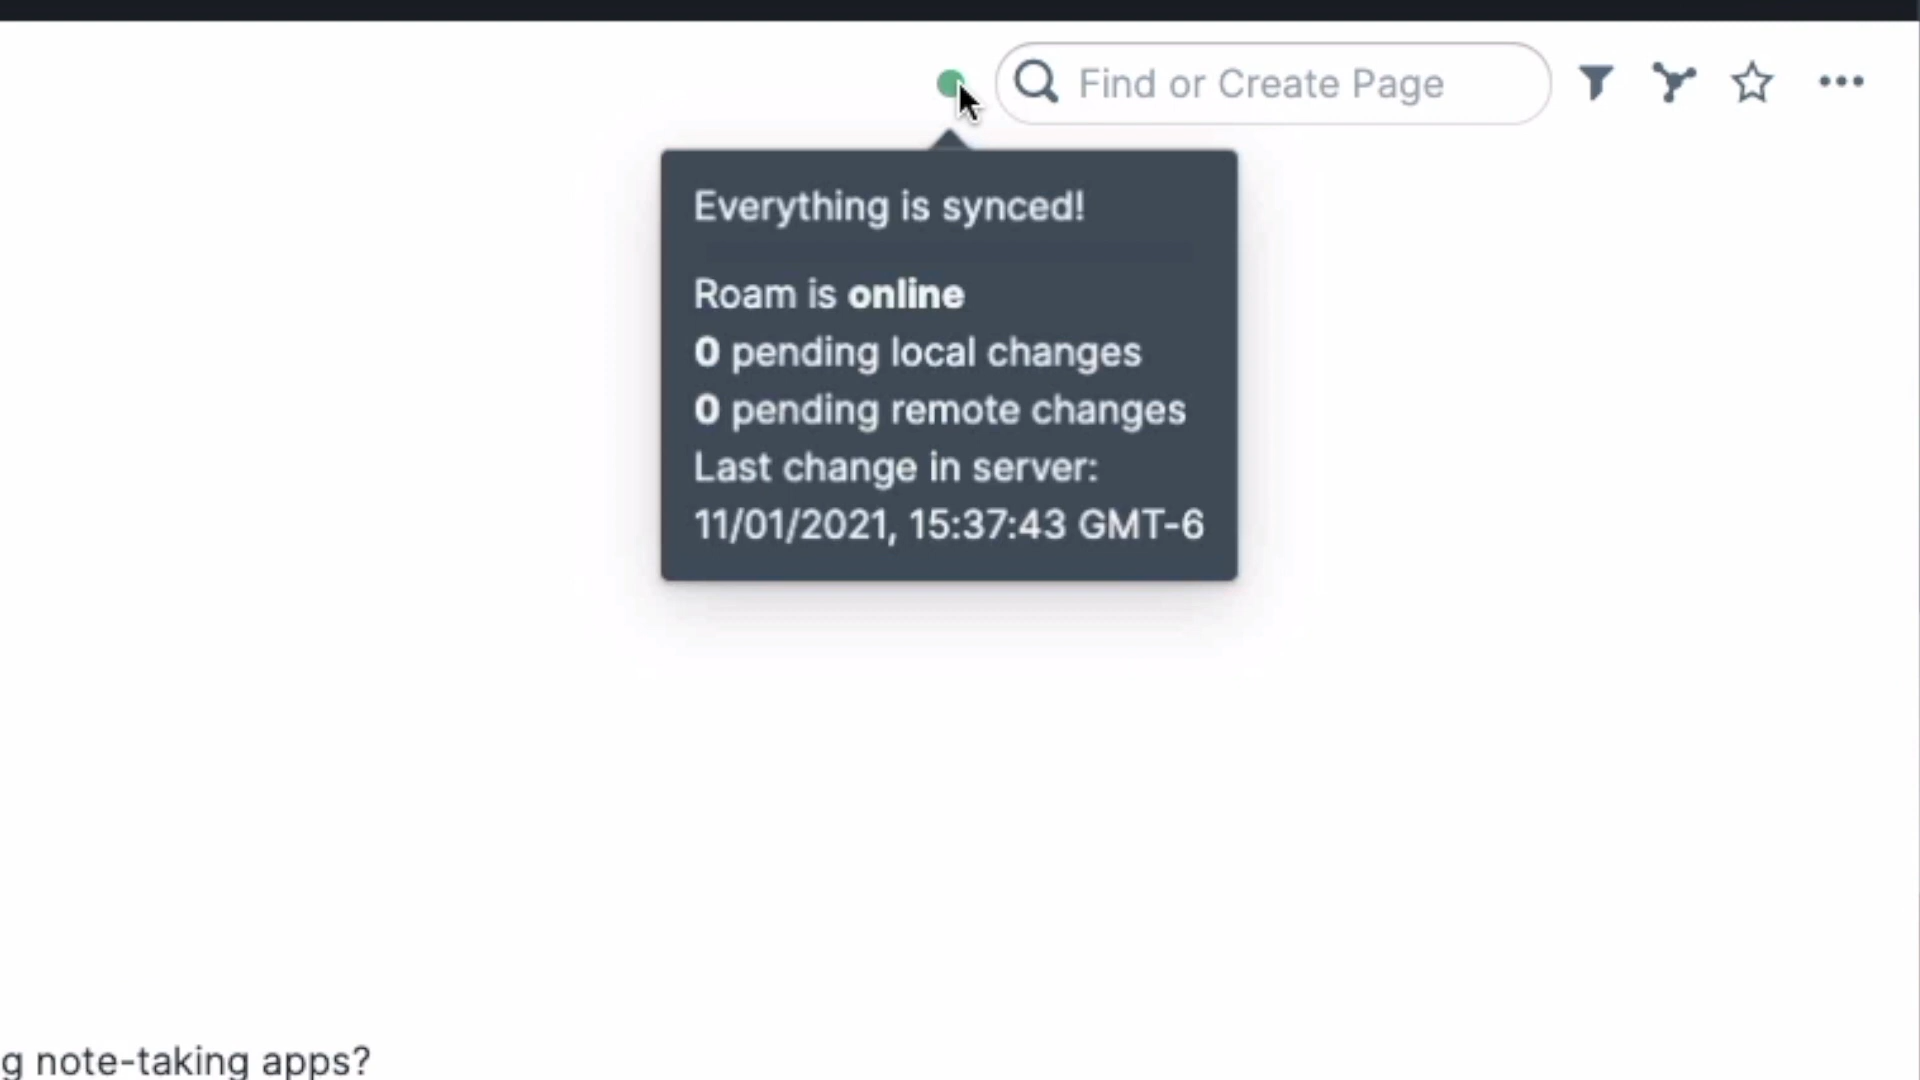 Find or Create Page
Everything is synced!
Roam is online
0 pending local changes
0 pending remote changes
Last change in server:
11/01/2021, 15:37:43 GMT-6
g note-taking apps?